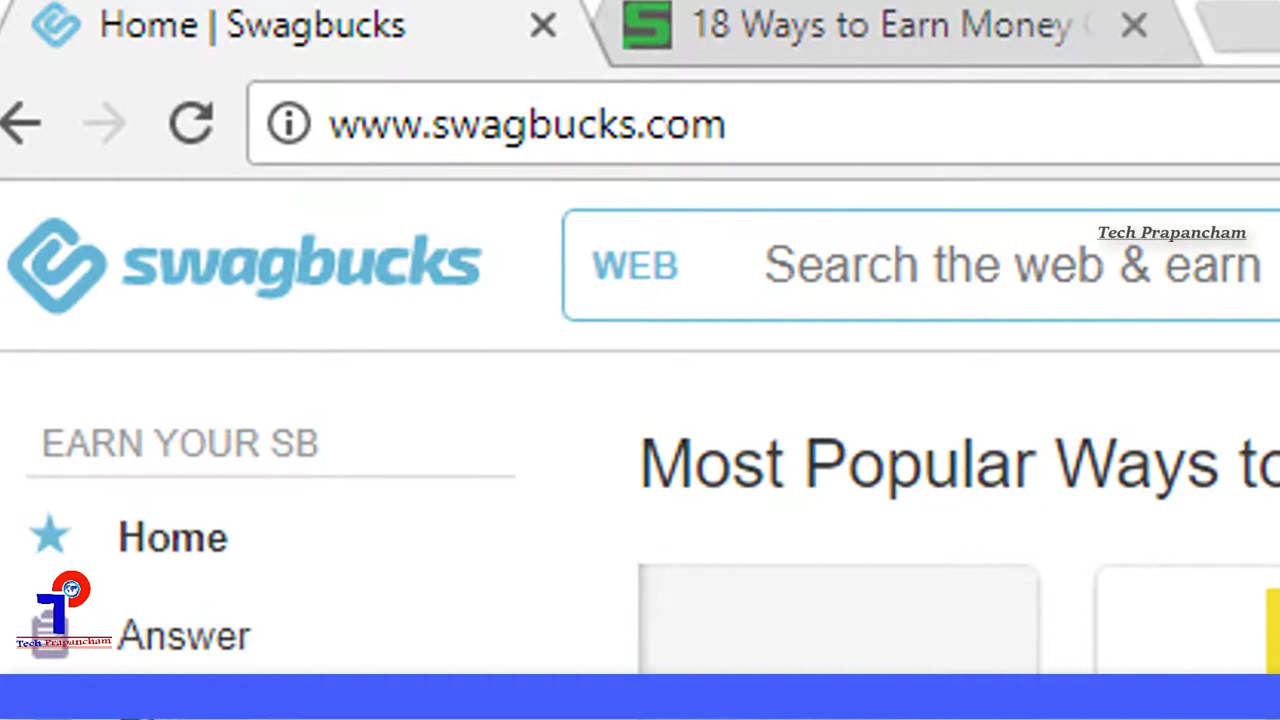 Home | Swagbucks
18 Ways to Earn Money
www.swagbucks.com
swagbucks
WEB
Search the web & earn
Tech Prapancham
EARN YOUR SB
Most Popular Ways to
Home
Answer
Tech Prapancham